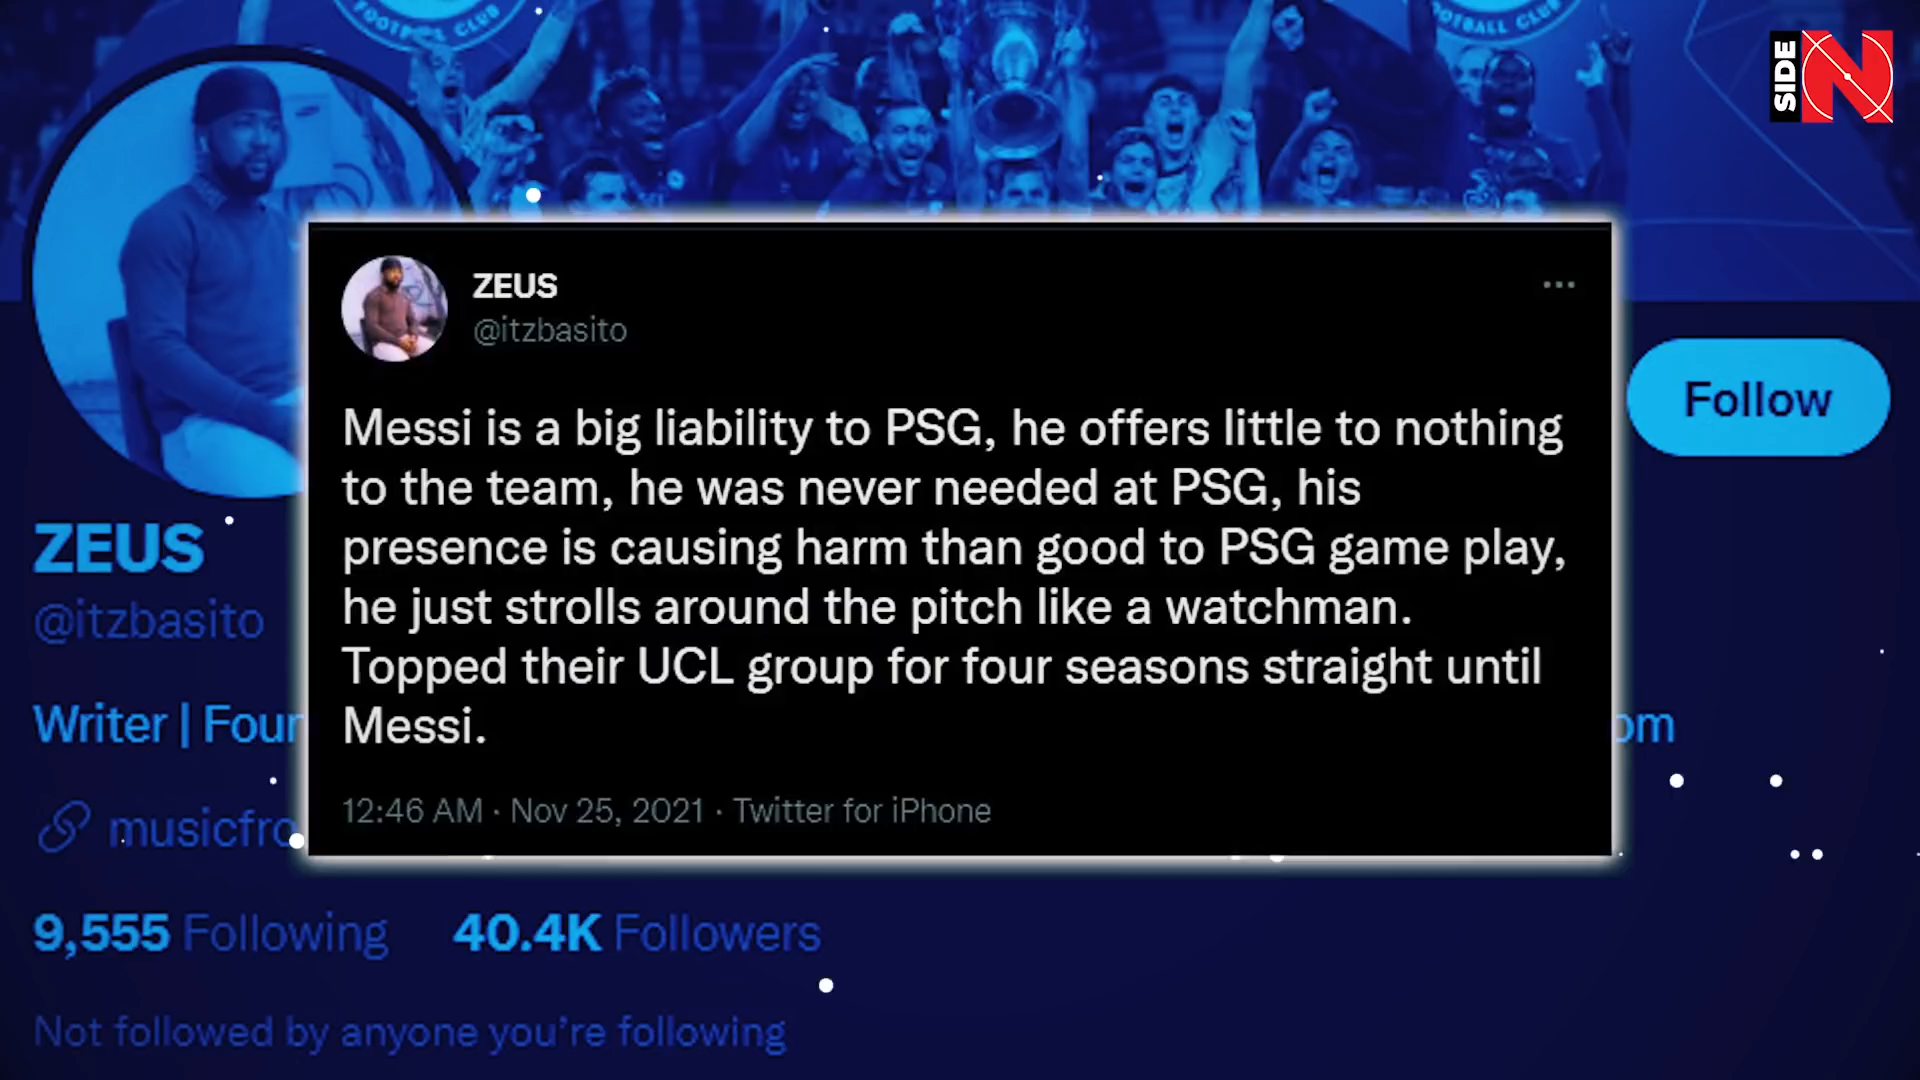 FOOTBALL CLUB
FOOTBALL CLUB
SIDE N
ZEUS
@itzbasito
Messi is a big liability to PSG, he offers little to nothing
to the team, he was never needed at PSG, his
presence is causing harm than good to PSG game play,
he just strolls around the pitch like a watchman.
Topped their UCL group for four seasons straight until
Messi.
12:46 AM · Nov 25, 2021 · Twitter for iPhone
Follow
ZEUS
@itzbasito
Writer |
9,555 Following 40.4K Followers
Not followed by anyone you're following